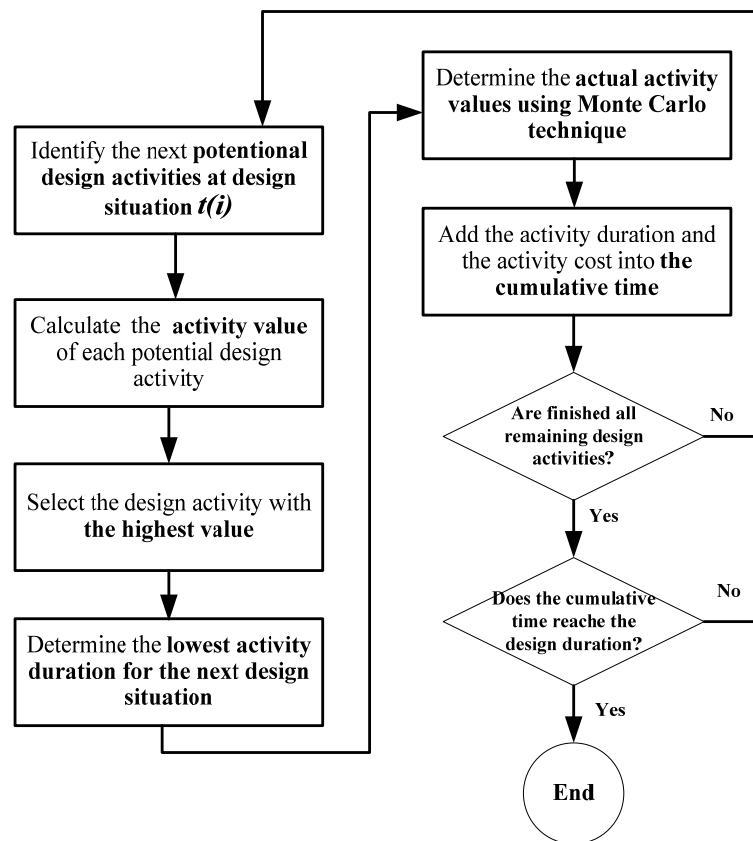 Identify the next potentional
design activities at design
situation t(i)
Calculate the activity value
of each potential design
activity
Select the design activity with
the highest value
Determine the lowest activity
duration for the next design
situation
Determine the actual activity
values using Monte Carlo
technique
Add the activity duration and
the activity cost into the
cumulative time
Are finished all
remaining design
activities?
No
Yes
Does the cumulative
time reache the
design duration?
No
Yes
End